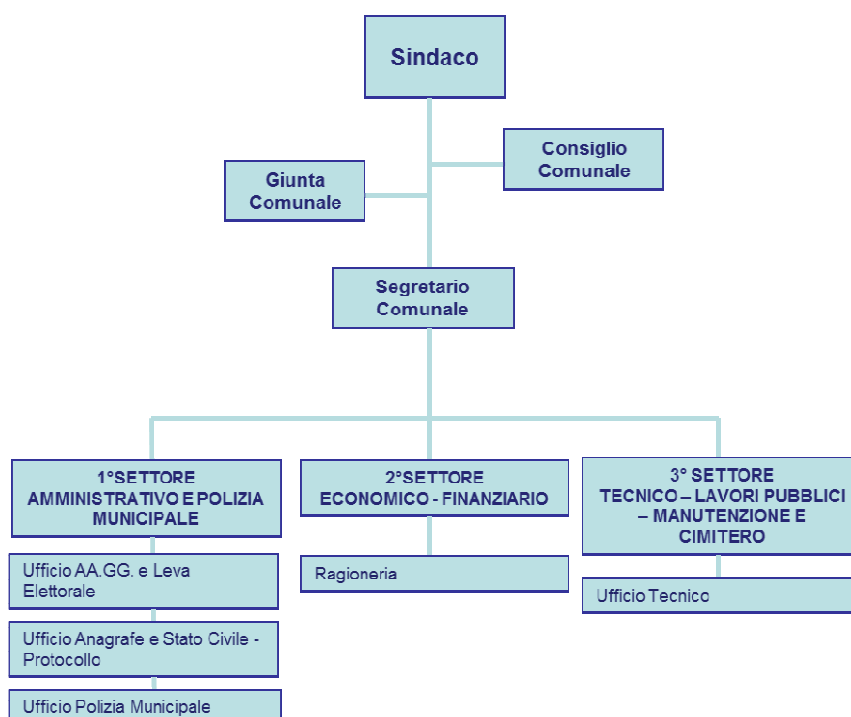 Sindaco
Consiglio
Comunale
Giunta
Comunale
Segretario
Comunale
1°SETTORE
AMMINISTRATIVO E POLIZIA
MUNICIPALE
2°SETTORE
ECONOMICO - FINANZIARIO
3° SETTORE
TECNICO – LAVORI PUBBLICI
– MANUTENZIONE E
CIMITERO
Ufficio AA.GG. e Leva
Elettorale
Ragioneria
Ufficio Tecnico
Ufficio Anagrafe e Stato Civile -
Protocollo
Ufficio Polizia Municipale